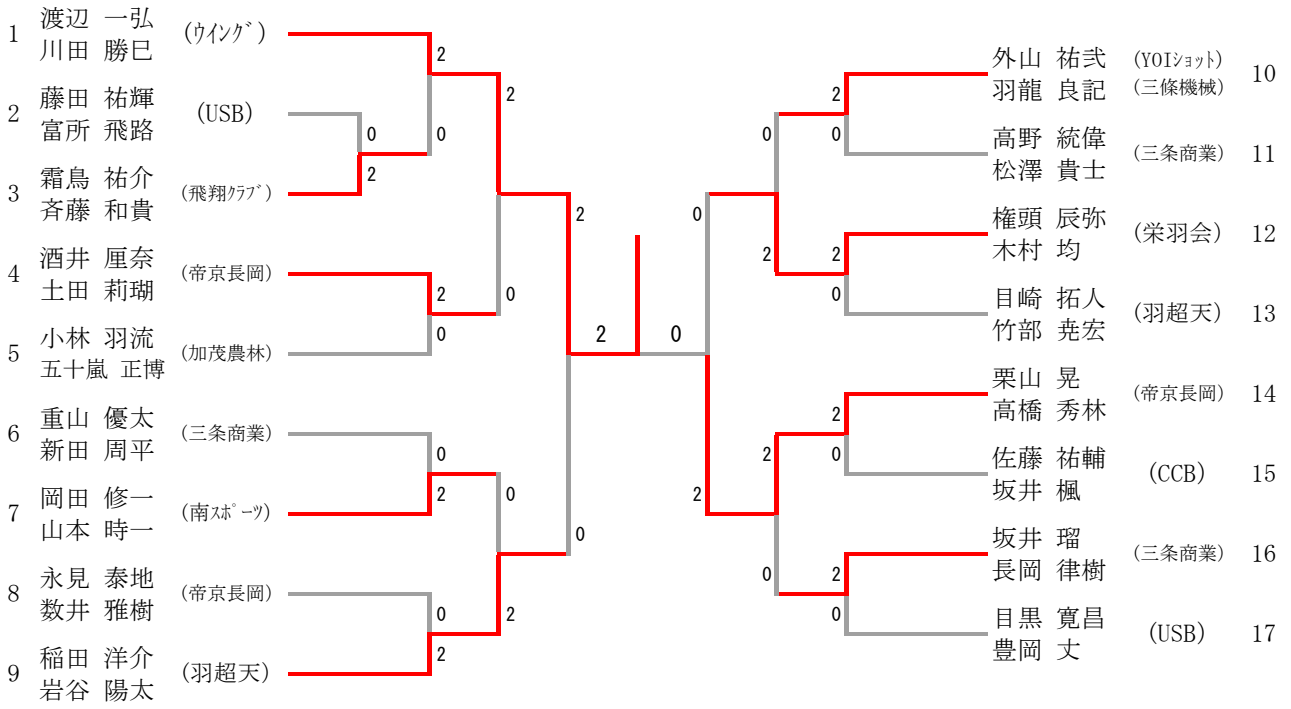 1 渡辺 一弘 (ｳｲﾝｸﾞ)
川田 勝巳
2 藤田 祐輝 (USB)
富所 飛路
3 霜鳥 祐介 (飛翔ｸﾗﾌﾞ)
斉藤 和貴
4 酒井 厘奈 (帝京長岡)
土田 莉瑚
5 小林 羽流 (加茂農林)
五十嵐 正博
6 重山 優太 (三条商業)
新田 周平
7 岡田 修一 (南ｽﾎﾟｰﾂ)
山本 時一
8 永見 泰地 (帝京長岡)
数井 雅樹
9 稲田 洋介 (羽超天)
岩谷 陽太
2
0
0
2
2
0
0
2
0
2
2
0
0
2
2
0
2
0
0
2
0
2
2
0
2
0
2
0
2
0
2
0
外山 祐弐 (YOIｼｮｯﾄ) 10
羽龍 良記 (三條機械)
高野 統偉 (三条商業) 11
松澤 貴士
権頭 辰弥 (栄羽会) 12
木村 均
目崎 拓人 (羽超天) 13
竹部 尭宏
栗山 晃 (帝京長岡) 14
高橋 秀林
佐藤 祐輔 (CCB) 15
坂井 楓
坂井 瑠 (三条商業) 16
長岡 律樹
目黒 寛昌 (USB) 17
豊岡 丈